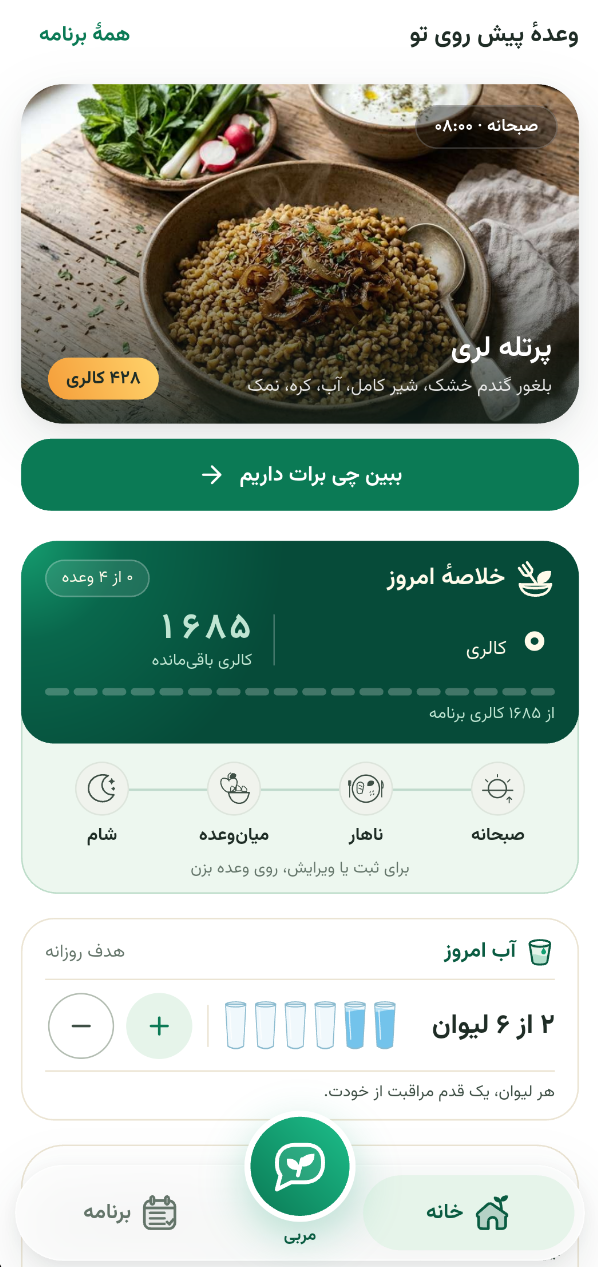 وعدهٔ پیش روی تو
همهٔ برنامه
صبحانه · ۰۸:۰۰
پرتله لری
بلغور گندم خشک، شیر کامل، آب، کره، نمک
۴۲۸ کالری
ببین چی برات داریم
خلاصهٔ امروز
۰ از ۴ وعده
کالری
۱۶۸۵
کالری باقی‌مانده
از ۱۶۸۵ کالری برنامه
صبحانه
ناهار
میان‌وعده
شام
برای ثبت یا ویرایش، روی وعده بزن
آب امروز
هدف روزانه
۲ از ۶ لیوان
هر لیوان، یک قدم مراقبت از خودت.
خانه
مربی
برنامه